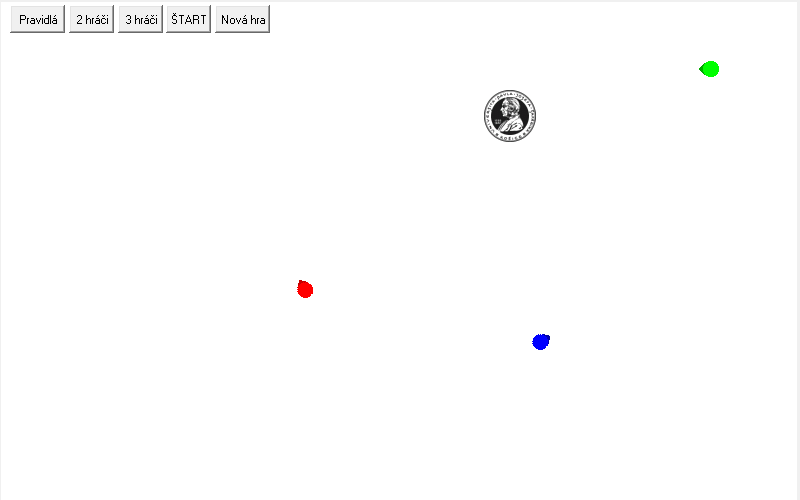 Pravidlá
2 hráči
3 hráči
ŠTART
Nová hra